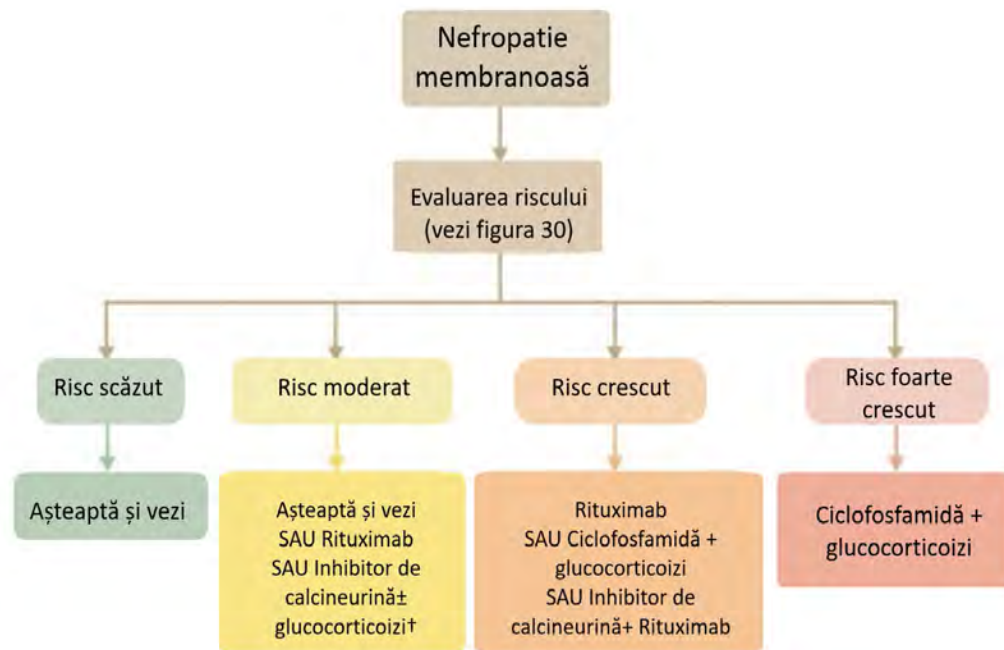 Nefropatie
membranoasă
Evaluarea riscului
(vezi figura 30)
Risc scăzut
Risc moderat
Risc crescut
Risc foarte
crescut
Așteaptă și vezi
Așteaptă și vezi
SAU Rituximab
SAU Inhibitor de
calcineurină±
glucocorticoizi†
Rituximab
SAU Ciclofosfamidă +
glucocorticoizi
SAU Inhibitor de
calcineurină+ Rituximab
Ciclofosfamidă +
glucocorticoizi